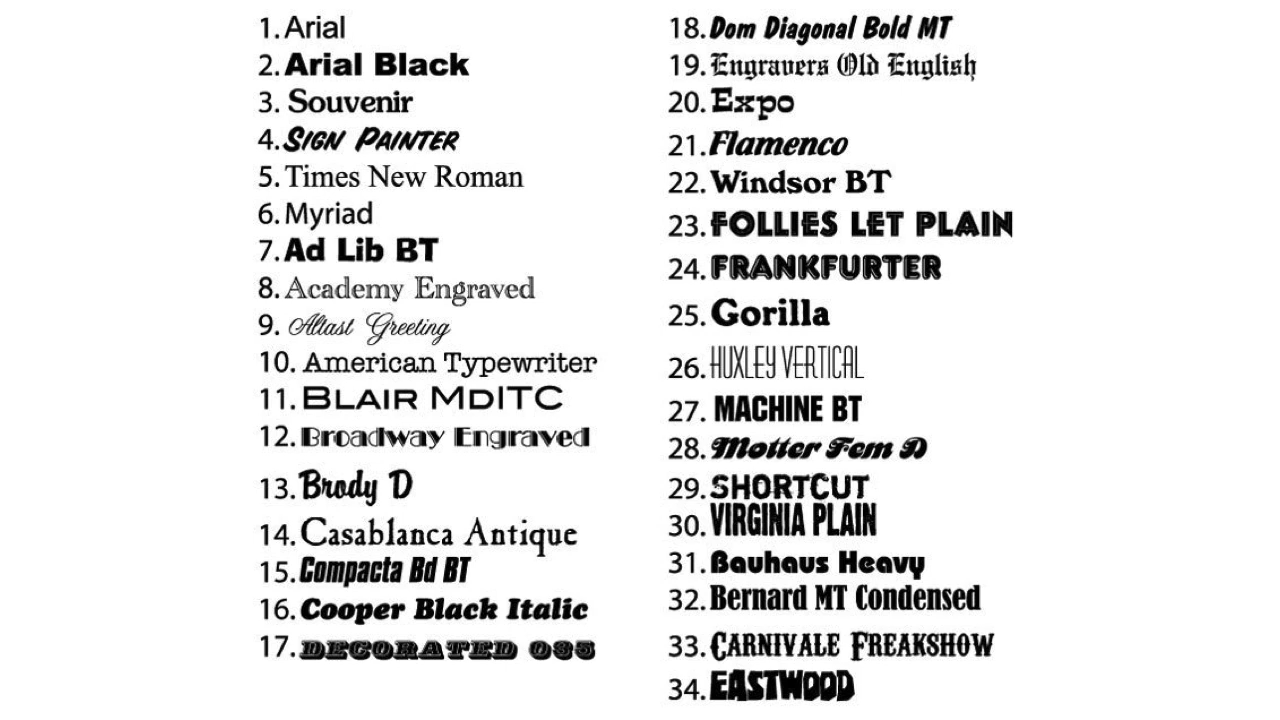 1. Arial
2. Arial Black
3. Souvenir
4. SIGN PAINTER
5. Times New Roman
6. Myriad
7. Ad Lib BT
8. Academy Engraved
9. Altast Greeting
10. American Typewriter
11. BLAIR MDITC
12. Broadway Engraved
13. Brody D
14. Casablanca Antique
15. Compacta Bd BT
16. Cooper Black Italic
17. DECORATED 035
18. Dom Diagonal Bold MT
19. Engravers Old English
20. Expo
21. Flamenco
22. Windsor BT
23. FOLLIES LET PLAIN
24. FRANKFURTER
25. Gorilla
26. HUXLEY VERTICAL
27. MACHINE BT
28. Motter Fem D
29. SHORTCUT
30. VIRGINIA PLAIN
31. Bauhaus Heavy
32. Bernard MT Condensed
33. CARNIVALE FREAKSHOW
34. EASTWOOD